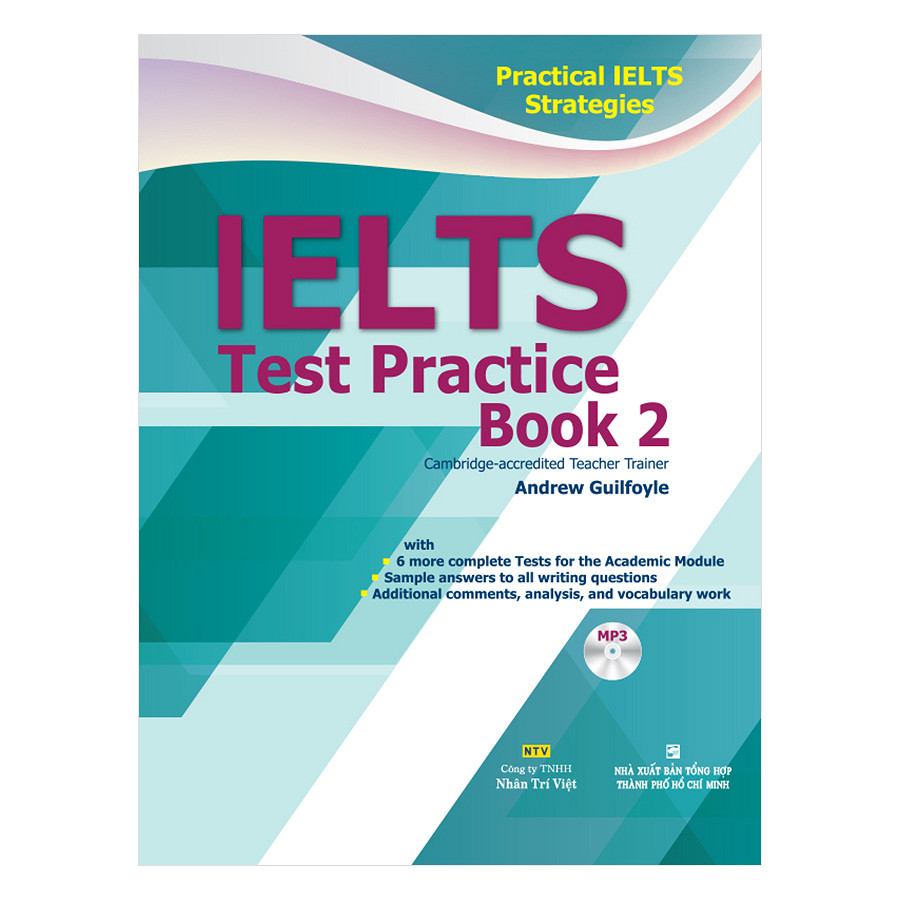 Practical IELTS
Strategies
IELTS
Test Practice
Book 2
Cambridge-accredited Teacher Trainer
Andrew Guilfoyle
with
6 more complete Tests for the Academic Module
Sample answers to all writing questions
Additional comments, analysis, and vocabulary work
MP3
NTV
Công ty TNHH
Nhân Trí Việt
NHÀ XUẤT BẢN TỔNG HỢP
THÀNH PHỐ HỒ CHÍ MINH